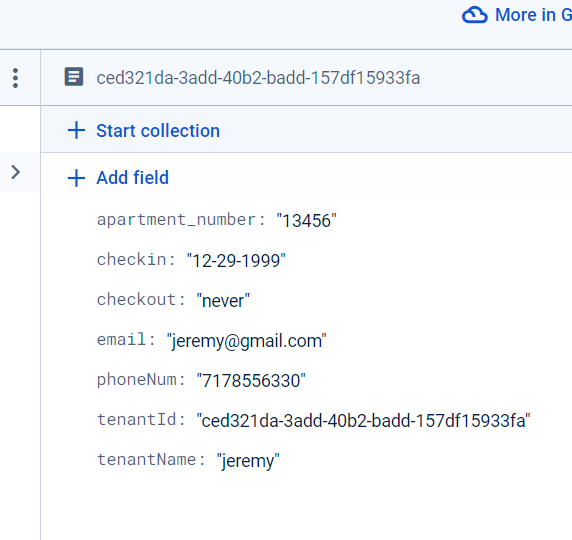 More in G
ced321da-3add-40b2-badd-157df15933fa
Start collection
Add field
apartment_number: "13456"
checkin: "12-29-1999"
checkout: "never"
email: "jeremy@gmail.com"
phoneNum: "7178556330"
tenantId: "ced321da-3add-40b2-badd-157df15933fa"
tenantName: "jeremy"